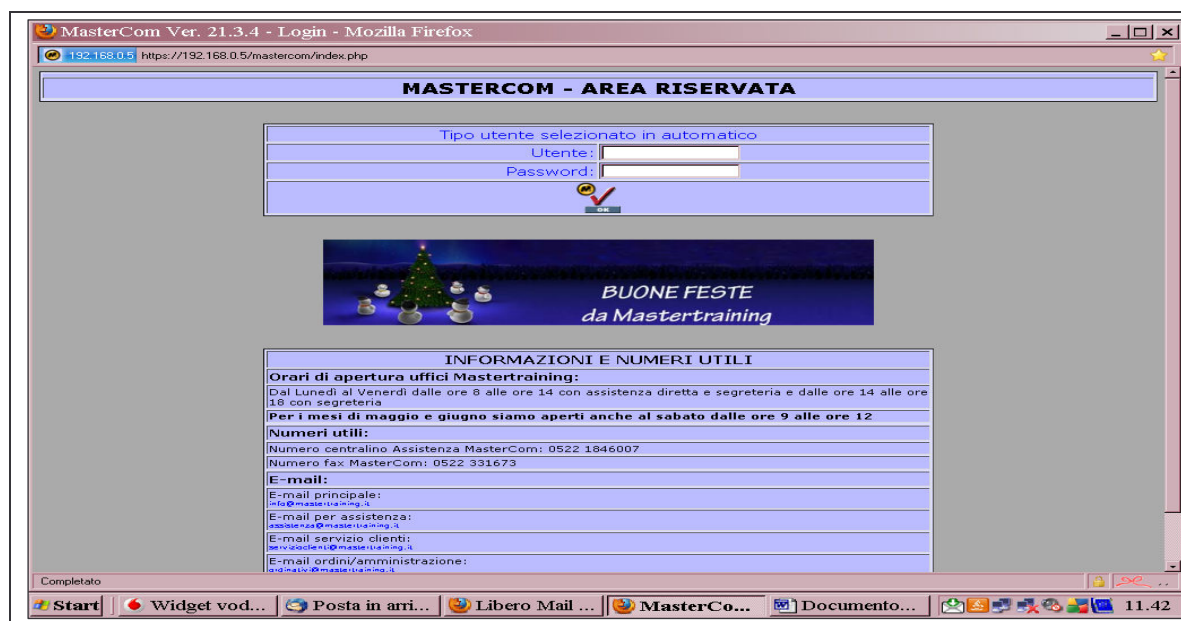 MasterCom Ver. 21.3.4 - Login - Mozilla Firefox
192.168.0.5 https://192.168.0.5/mastercom/index.php
MASTERCOM - AREA RISERVATA
Tipo utente selezionato in automatico
Utente:
Password:
OK
BUONE FESTE
da Mastertraining
INFORMAZIONI E NUMERI UTILI
Orari di apertura uffici Mastertraining:
Dal Lunedì al Venerdì dalle ore 8 alle ore 14 con assistenza diretta e segreteria e dalle ore 14 alle ore
18 con segreteria
Per i mesi di maggio e giugno siamo aperti anche al sabato dalle ore 9 alle ore 12
Numeri utili:
Numero centralino Assistenza MasterCom: 0522 1846007
Numero fax MasterCom: 0522 331673
E-mail:
E-mail principale:
info@mastertraining.it
E-mail per assistenza:
assistenza@mastertraining.it
E-mail servizio clienti:
servizioclienti@mastertraining.it
E-mail ordini/amministrazione:
ordinativi@mastertraining.it
Completato
Start Widget vod... Posta in arri... Libero Mail ... MasterCo... Documento... 11.42